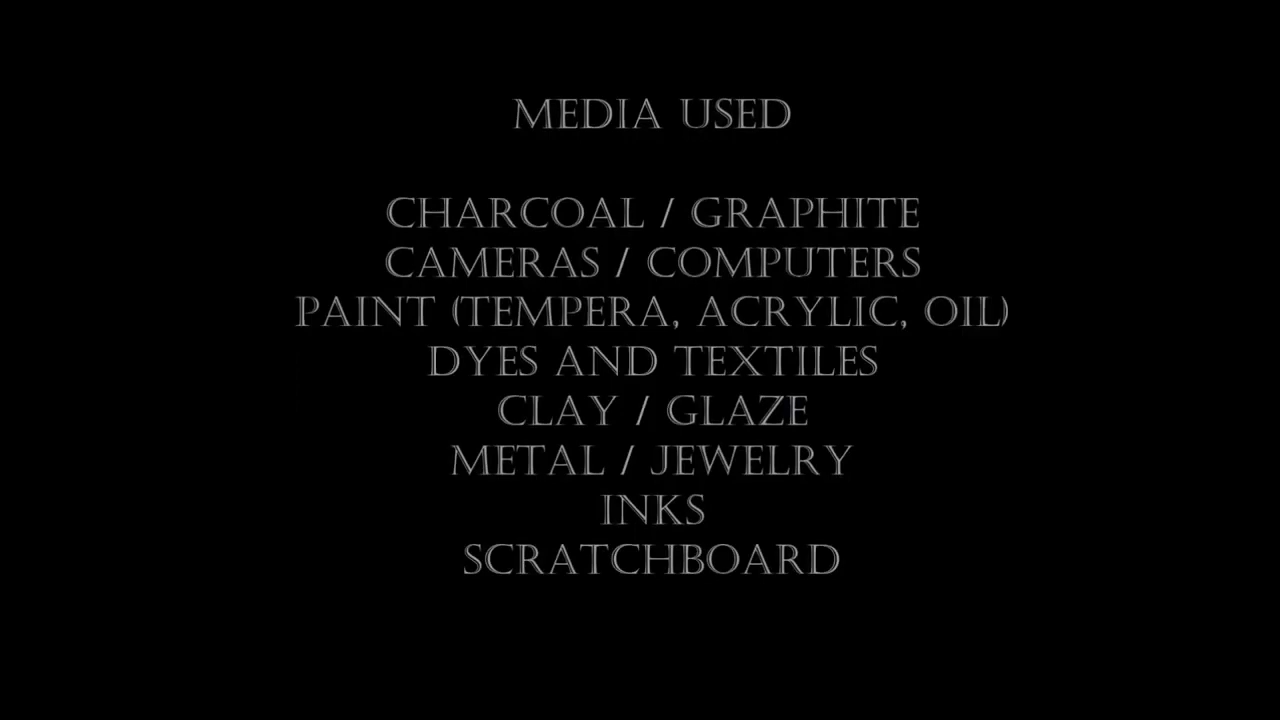 MEDIA USED
CHARCOAL / GRAPHITE
CAMERAS / COMPUTERS
PAINT (TEMPERA, ACRYLIC, OIL)
DYES AND TEXTILES
CLAY / GLAZE
METAL / JEWELRY
INKS
SCRATCHBOARD